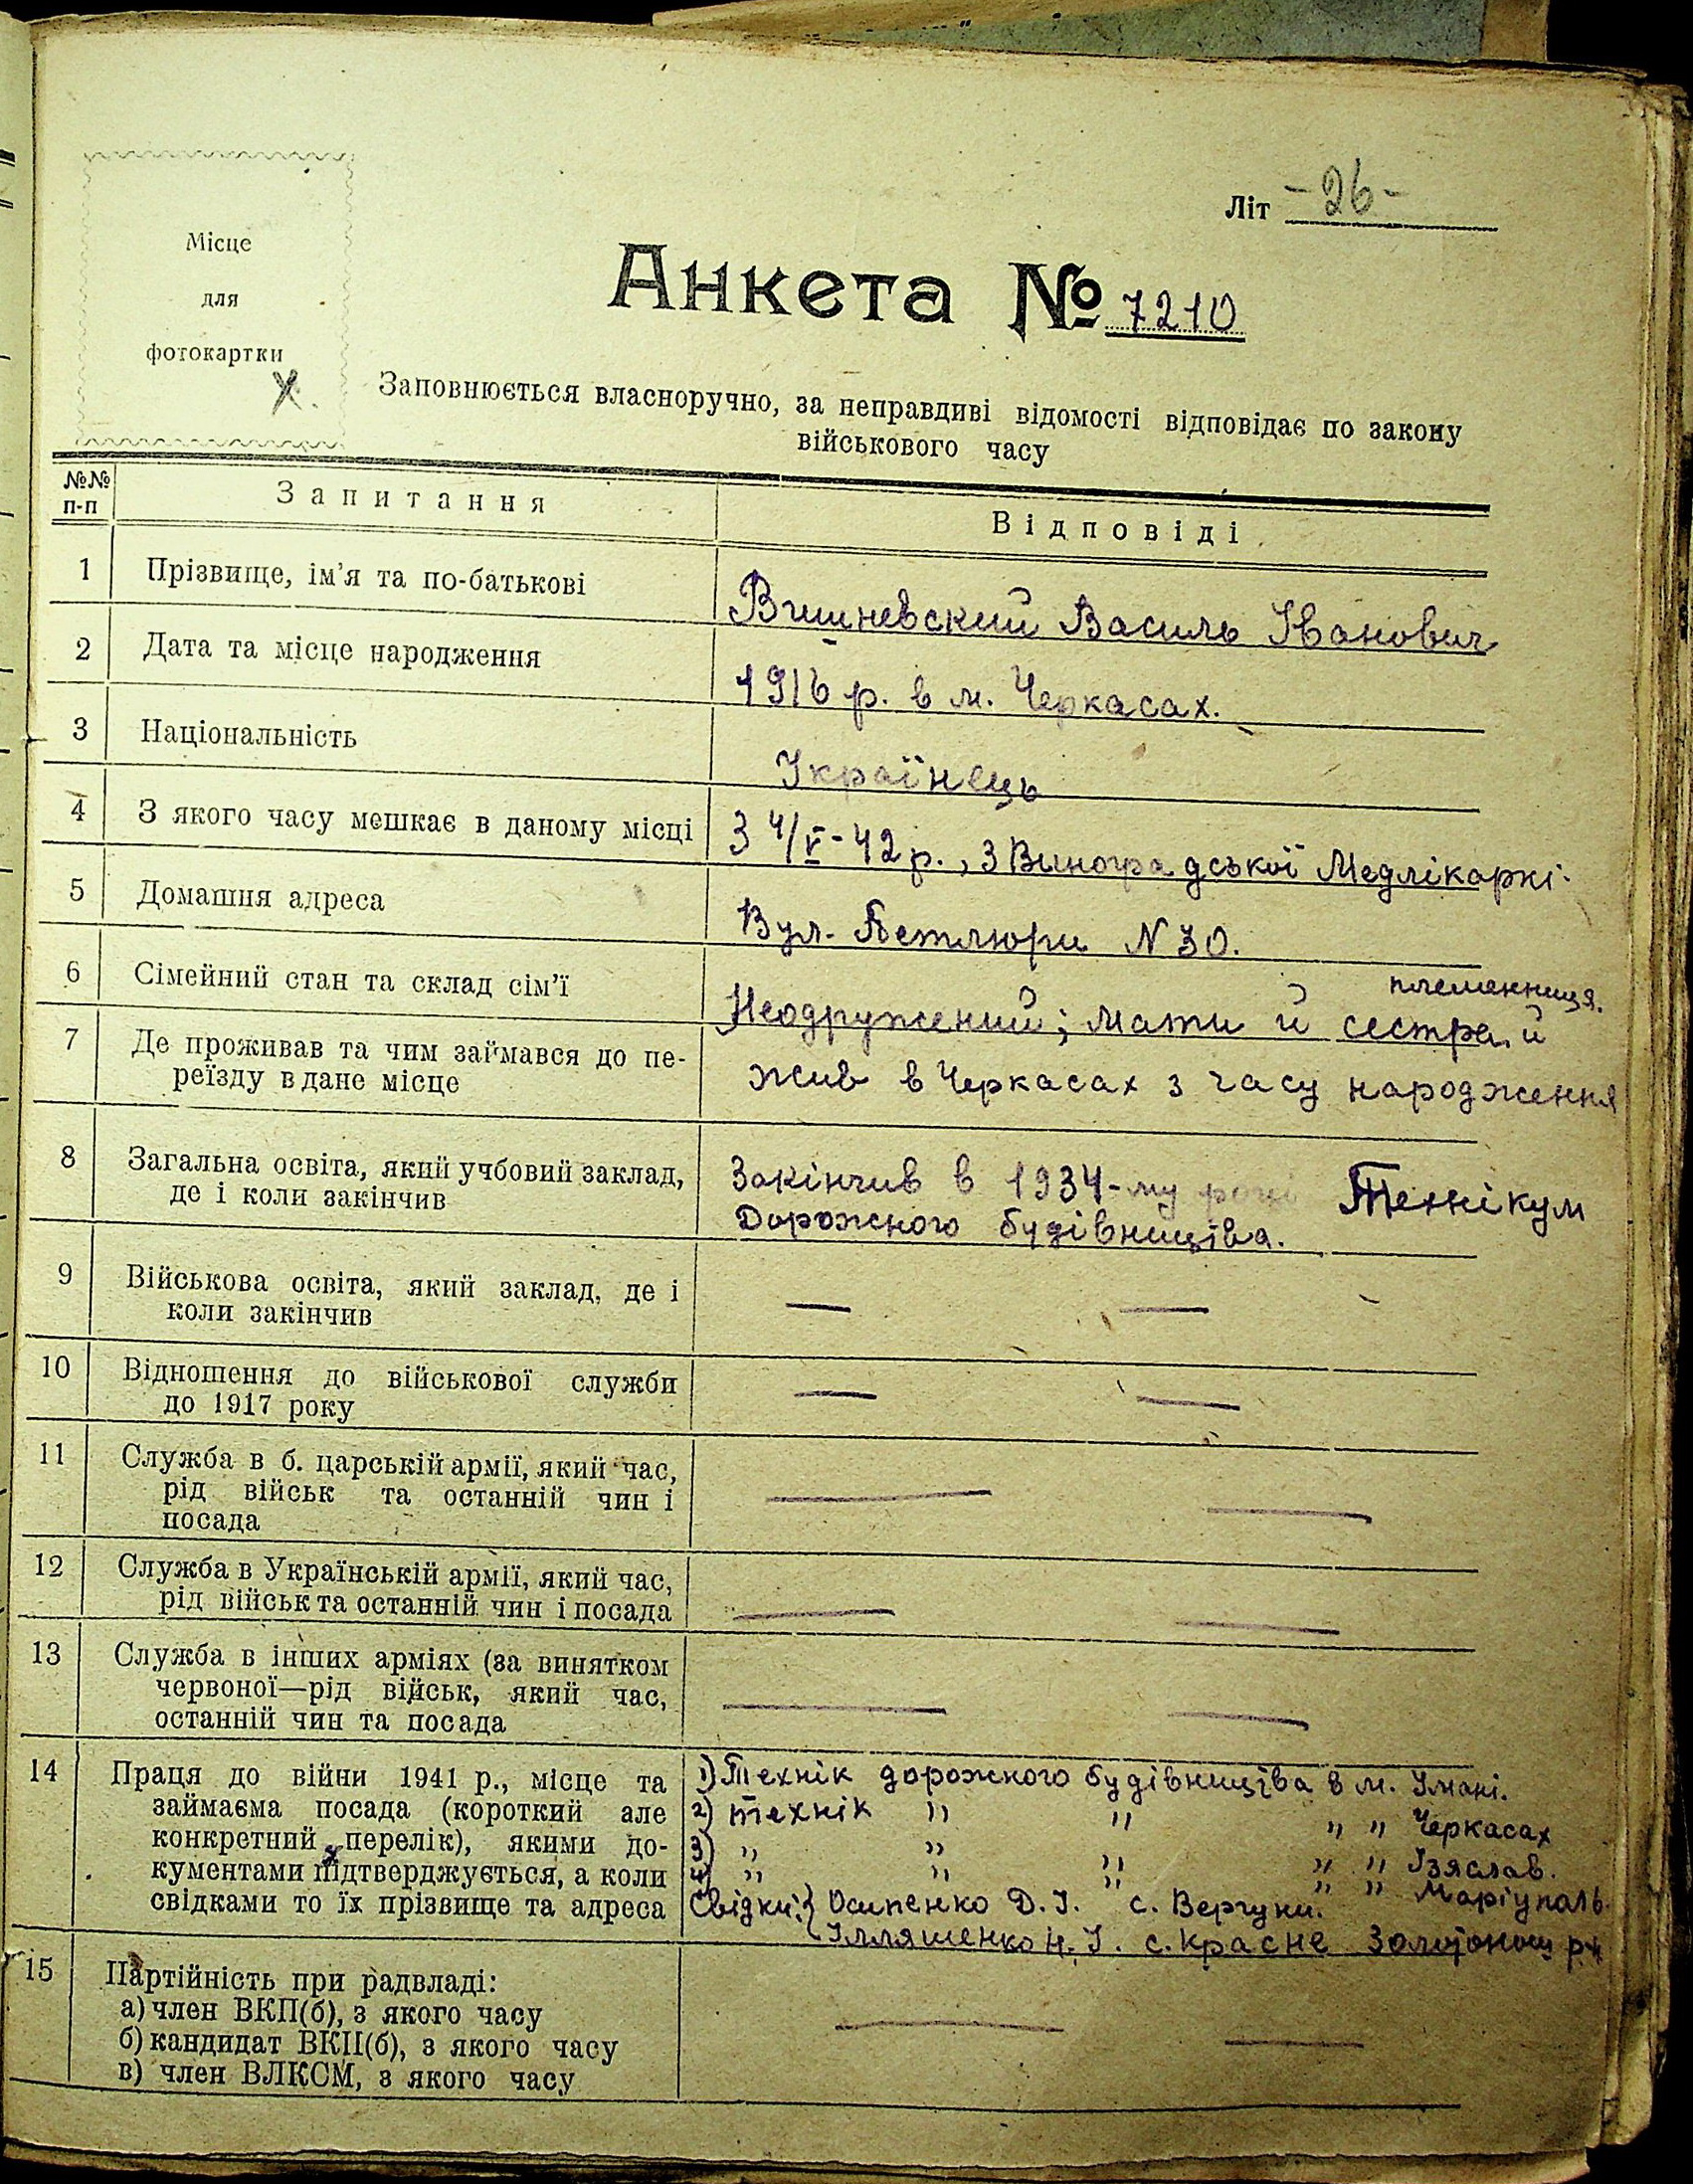 Місце
для
фотокартки
Х.
Літ -26-
Анкета № 7210
Заповнюється власноручно, за неправдиві відомості відповідає по закону
військового часу
№№ п-п Запитання Відповіді
1 Прізвище, ім'я та по-батькові Вишневский Василь Іванович
2 Дата та місце народження 1916 р. в м. Черкасах.
3 Національність Українець
4 З якого часу мешкає в даному місці З 4/V-42 р., з Виноградської Медлікаркі.
5 Домашня адреса Вул. Петлюри N 30.
6 Сімейний стан та склад сім'ї Неодружений; мати й сестра, й племенниця.
7 Де проживав та чим займався до пе-
реїзду в дане місце жив в Черкасах з часу народження
8 Загальна освіта, який учбовий заклад, Закінчив в 1934-му році Технікум
де і коли закінчив Дорожного будівництва.
9 Військова освіта, який заклад, де і — —
коли закінчив
10 Відношення до військової служби — —
до 1917 року
11 Служба в б. царській армії, який час, — —
рід військ та останній чин і
посада
12 Служба в Українській армії, який час, — —
рід військ та останній чин і посада
13 Служба в інших арміях (за винятком — —
червоної—рід військ, який час,
останній чин та посада
14 Праця до війни 1941 р., місце та 1) Технік дорожного будівництва в м. Умані.
займаєма посада (короткий але 2) технік " " " " Черкасах
конкретний перелік), якими до- 3) " " " " " Ізяслав.
кументами підтверджується, а коли 4) " " " " " Маріуполь.
свідками то їх прізвище та адреса Свідки: { Осипенко Д. І. с. Вергуни.
Ілляшенко Н. І. с. Красне Золотонош р-н
15 Партійність при радвладі: — —
а) член ВКП(б), з якого часу
б) кандидат ВКП(б), з якого часу
в) член ВЛКСМ, з якого часу